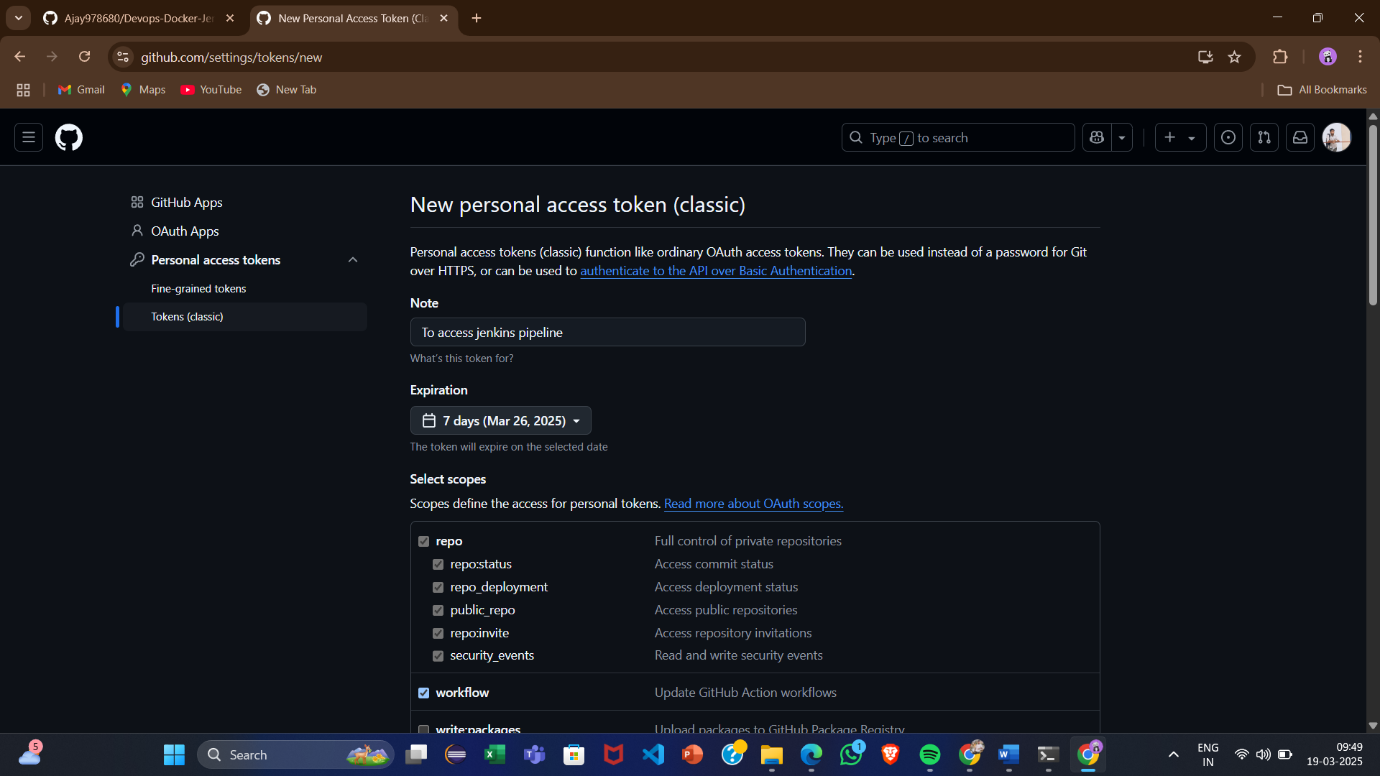 Ajay978680/Devops-Docker-Jer
New Personal Access Token (Cla
github.com/settings/tokens/new
Gmail
Maps
YouTube
New Tab
All Bookmarks
Type / to search
GitHub Apps
OAuth Apps
Personal access tokens
Fine-grained tokens
Tokens (classic)
New personal access token (classic)
Personal access tokens (classic) function like ordinary OAuth access tokens. They can be used instead of a password for Git
over HTTPS, or can be used to authenticate to the API over Basic Authentication.
Note
To access jenkins pipeline
What's this token for?
Expiration
7 days (Mar 26, 2025)
The token will expire on the selected date
Select scopes
Scopes define the access for personal tokens. Read more about OAuth scopes.
repo Full control of private repositories
repo:status Access commit status
repo_deployment Access deployment status
public_repo Access public repositories
repo:invite Access repository invitations
security_events Read and write security events
workflow Update GitHub Action workflows
write:packages Upload packages to GitHub Package Registry
5
Search
1
ENG
IN
09:49
19-03-2025